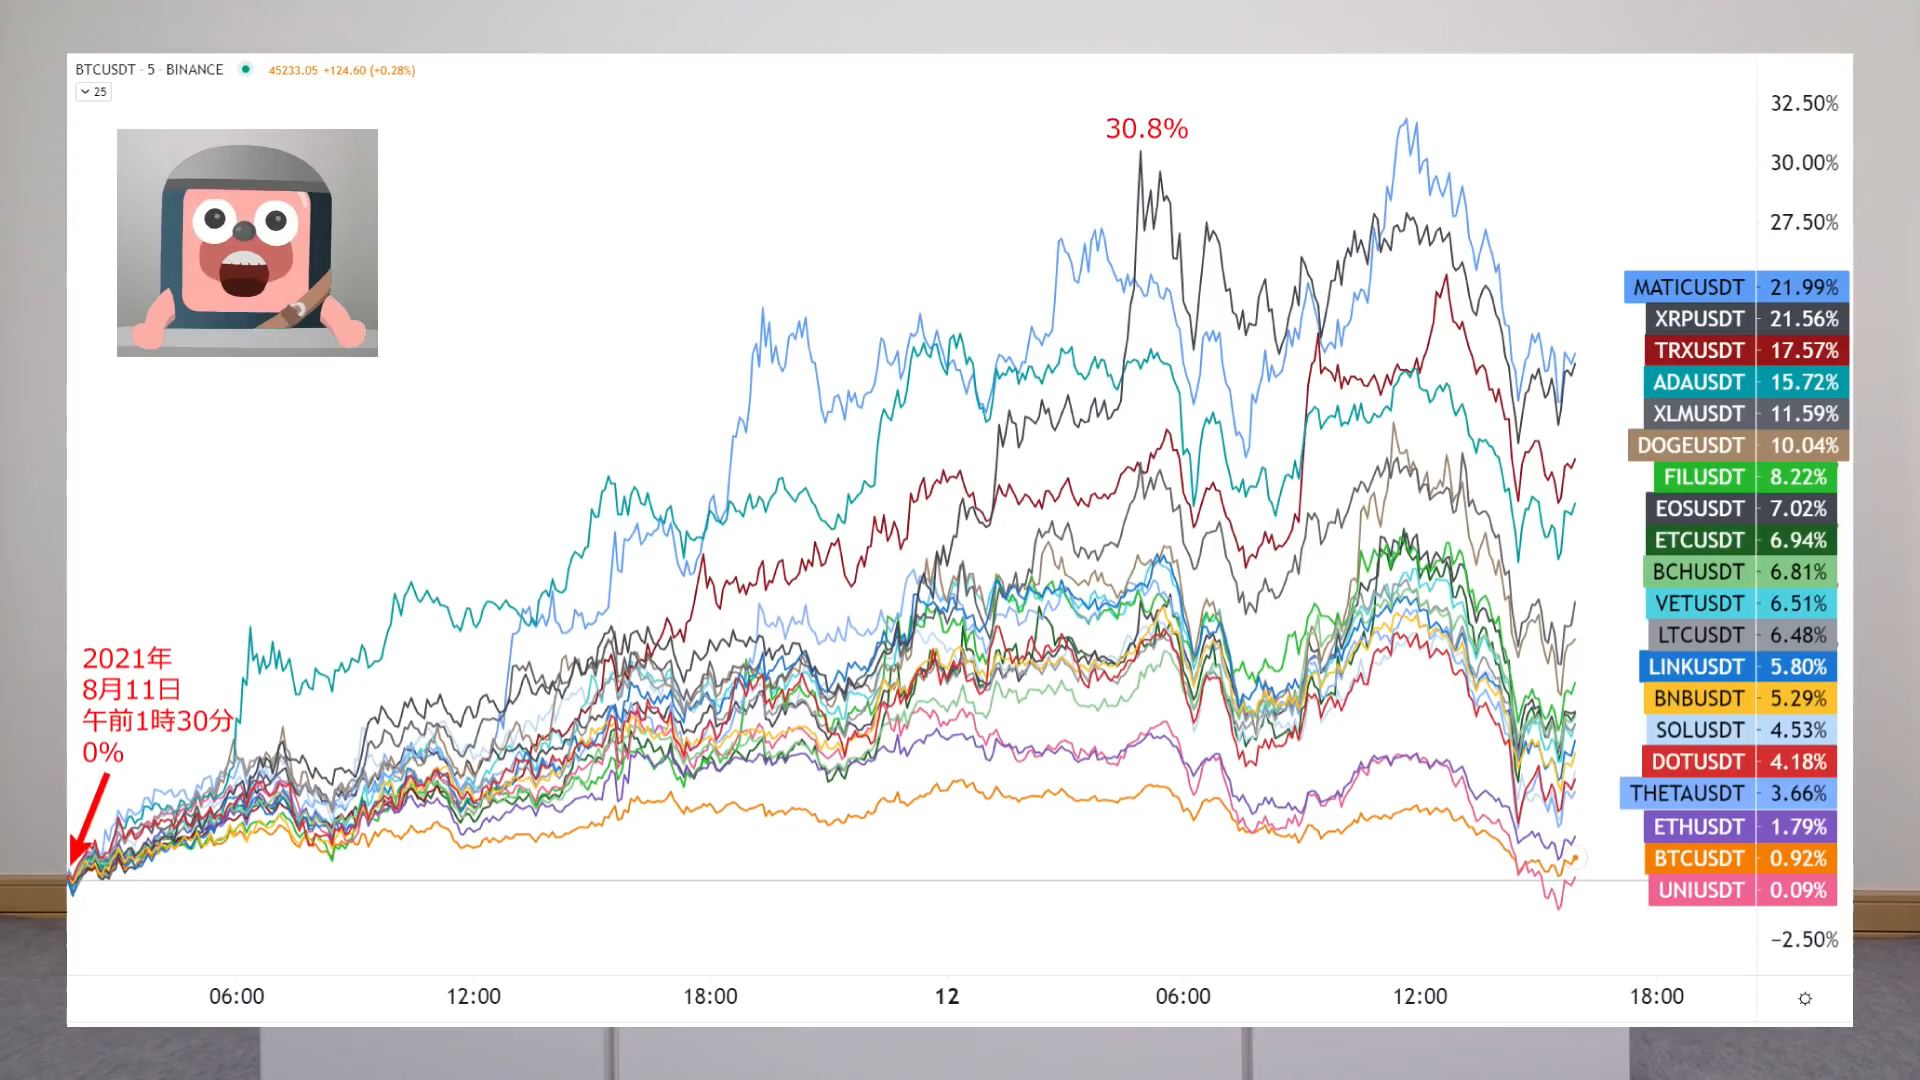 BTCUSDT · 5 · BINANCE 45233.05 +124.60 (+0.28%)
25
30.8%
2021年
8月11日
午前1時30分
0%
32.50%
30.00%
27.50%
MATICUSDT 21.99%
XRPUSDT 21.56%
TRXUSDT 17.57%
ADAUSDT 15.72%
XLMUSDT 11.59%
DOGEUSDT 10.04%
FILUSDT 8.22%
EOSUSDT 7.02%
ETCUSDT 6.94%
BCHUSDT 6.81%
VETUSDT 6.51%
LTCUSDT 6.48%
LINKUSDT 5.80%
BNBUSDT 5.29%
SOLUSDT 4.53%
DOTUSDT 4.18%
THETAUSDT 3.66%
ETHUSDT 1.79%
BTCUSDT 0.92%
UNIUSDT 0.09%
−2.50%
06:00 12:00 18:00 12 06:00 12:00 18:00